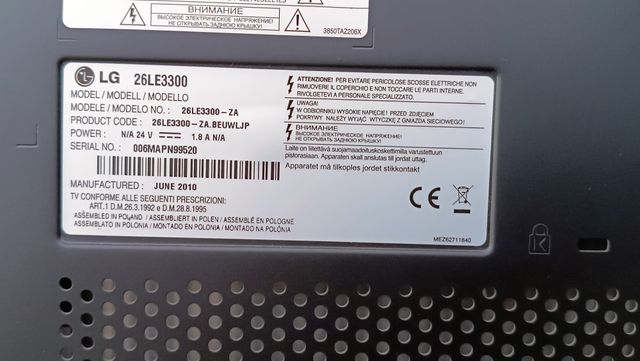 ВНИМАНИЕ
ВЫСОКОЕ ЭЛЕКТРИЧЕСКОЕ НАПРЯЖЕНИЕ!
НЕ ОТКРЫВАТЬ ЗАДНЮЮ КРЫШКУ!
3850TAZ206X
LG 26LE3300
MODEL / MODELL / MODELLO
MODELE / MODELO NO. : 26LE3300-ZA
PRODUCT CODE : 26LE3300-ZA.BEUWLJP
POWER : N/A 24 V 1.8 A N/A
SERIAL NO. : 006MAPN99520
MANUFACTURED : JUNE 2010
TV CONFORME ALLE SEGUENTI PRESCRIZIONI:
ART.1 D.M.26.3.1992 e D.M.28.8.1995
ASSEMBLED IN POLAND / ASSEMBLIERT IN POLEN / ASSEMBLÉ EN POLOGNE
ASSEMBLATO IN POLONIA / MONTADO EN POLONIA / MONTADO NA POLÓNIA
ATTENZIONE! PER EVITARE PERICOLOSE SCOSSE ELETTRICHE NON
RIMUOVERE IL COPERCHIO E NON TOCCARE LE PARTI INTERNE.
RIVOLGETEVI A PERSONALE SPECIALIZZATO
UWAGA!
W ODBIORNIKU WYSOKIE NAPIĘCIE! PRZED ZDJĘCIEM
POKRYWY NALEŻY WYJĄĆ WTYCZKĘ Z GNIAZDA SIECIOWEGO
ВНИМАНИЕ
ВЫСОКОЕ ЭЛЕКТРИЧЕСКОЕ НАПРЯЖЕНИЕ!
НЕ ОТКРЫВАТЬ ЗАДНЮЮ КРЫШКУ!
Laite on liitettävä suojamaadoituskoskettimilla varustettuun
pistorasiaan. Apparaten skall anslutas till jordat uttag.
Apparatet må tilkoples jordet stikkontakt
CE
MEZ62711840
K